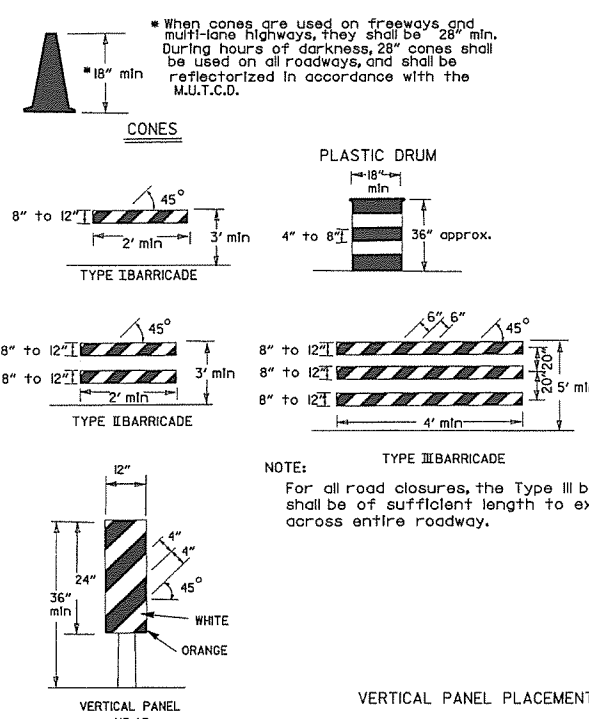 * When cones are used on freeways and
multi-lane highways, they shall be 28" min.
During hours of darkness, 28" cones shall
be used on all roadways, and shall be
reflectorized in accordance with the
M.U.T.C.D.
*18" min
CONES
PLASTIC DRUM
18"
min
4" to 8"
36" approx.
45°
8" to 12"
2' min
3' min
TYPE I BARRICADE
45°
8" to 12"
8" to 12"
2' min
3' min
TYPE II BARRICADE
6" 6"
45°
8" to 12"
8" to 12"
8" to 12"
20" 20"
5' min
4' min
TYPE III BARRICADE
NOTE:
For all road closures, the Type III b
shall be of sufficient length to ex
across entire roadway.
12"
24"
36"
min
4"
4"
45°
WHITE
ORANGE
VERTICAL PANEL
VERTICAL PANEL PLACEMENT